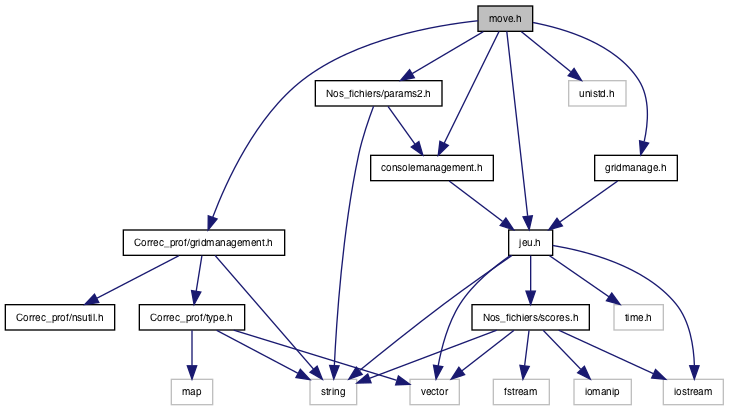 move.h
Nos_fichiers/params2.h
unistd.h
consolemanagement.h
gridmanage.h
Correc_prof/gridmanagement.h
jeu.h
Correc_prof/nsutil.h
Correc_prof/type.h
Nos_fichiers/scores.h
time.h
map
string
vector
fstream
iomanip
iostream